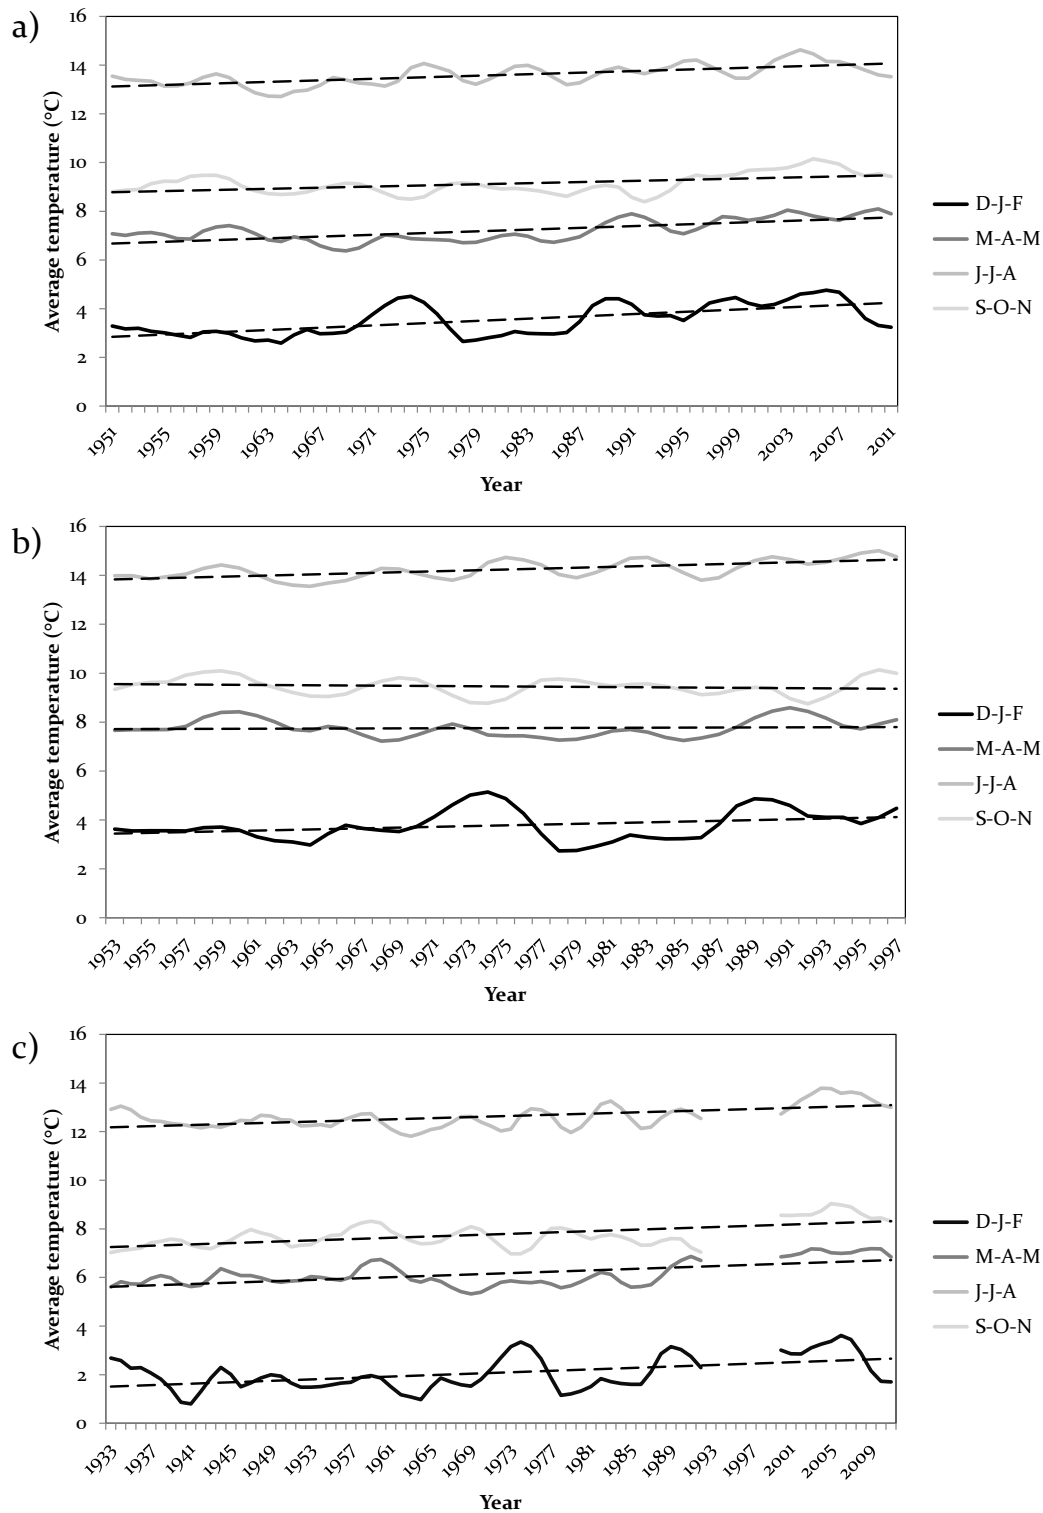 a)
Average temperature (°C)
16
14
12
10
8
6
4
2
0
1951 1955 1959 1963 1967 1971 1975 1979 1983 1987 1991 1995 1999 2003 2007 2011
Year
D-J-F
M-A-M
J-J-A
S-O-N
b)
Average temperature (°C)
16
14
12
10
8
6
4
2
0
1953 1955 1957 1959 1961 1963 1965 1967 1969 1971 1973 1975 1977 1979 1981 1983 1985 1987 1989 1991 1993 1995 1997
Year
D-J-F
M-A-M
J-J-A
S-O-N
c)
Average temperature (°C)
16
14
12
10
8
6
4
2
0
1933 1937 1941 1945 1949 1953 1957 1961 1965 1969 1973 1977 1981 1985 1989 1993 1997 2001 2005 2009
Year
D-J-F
M-A-M
J-J-A
S-O-N